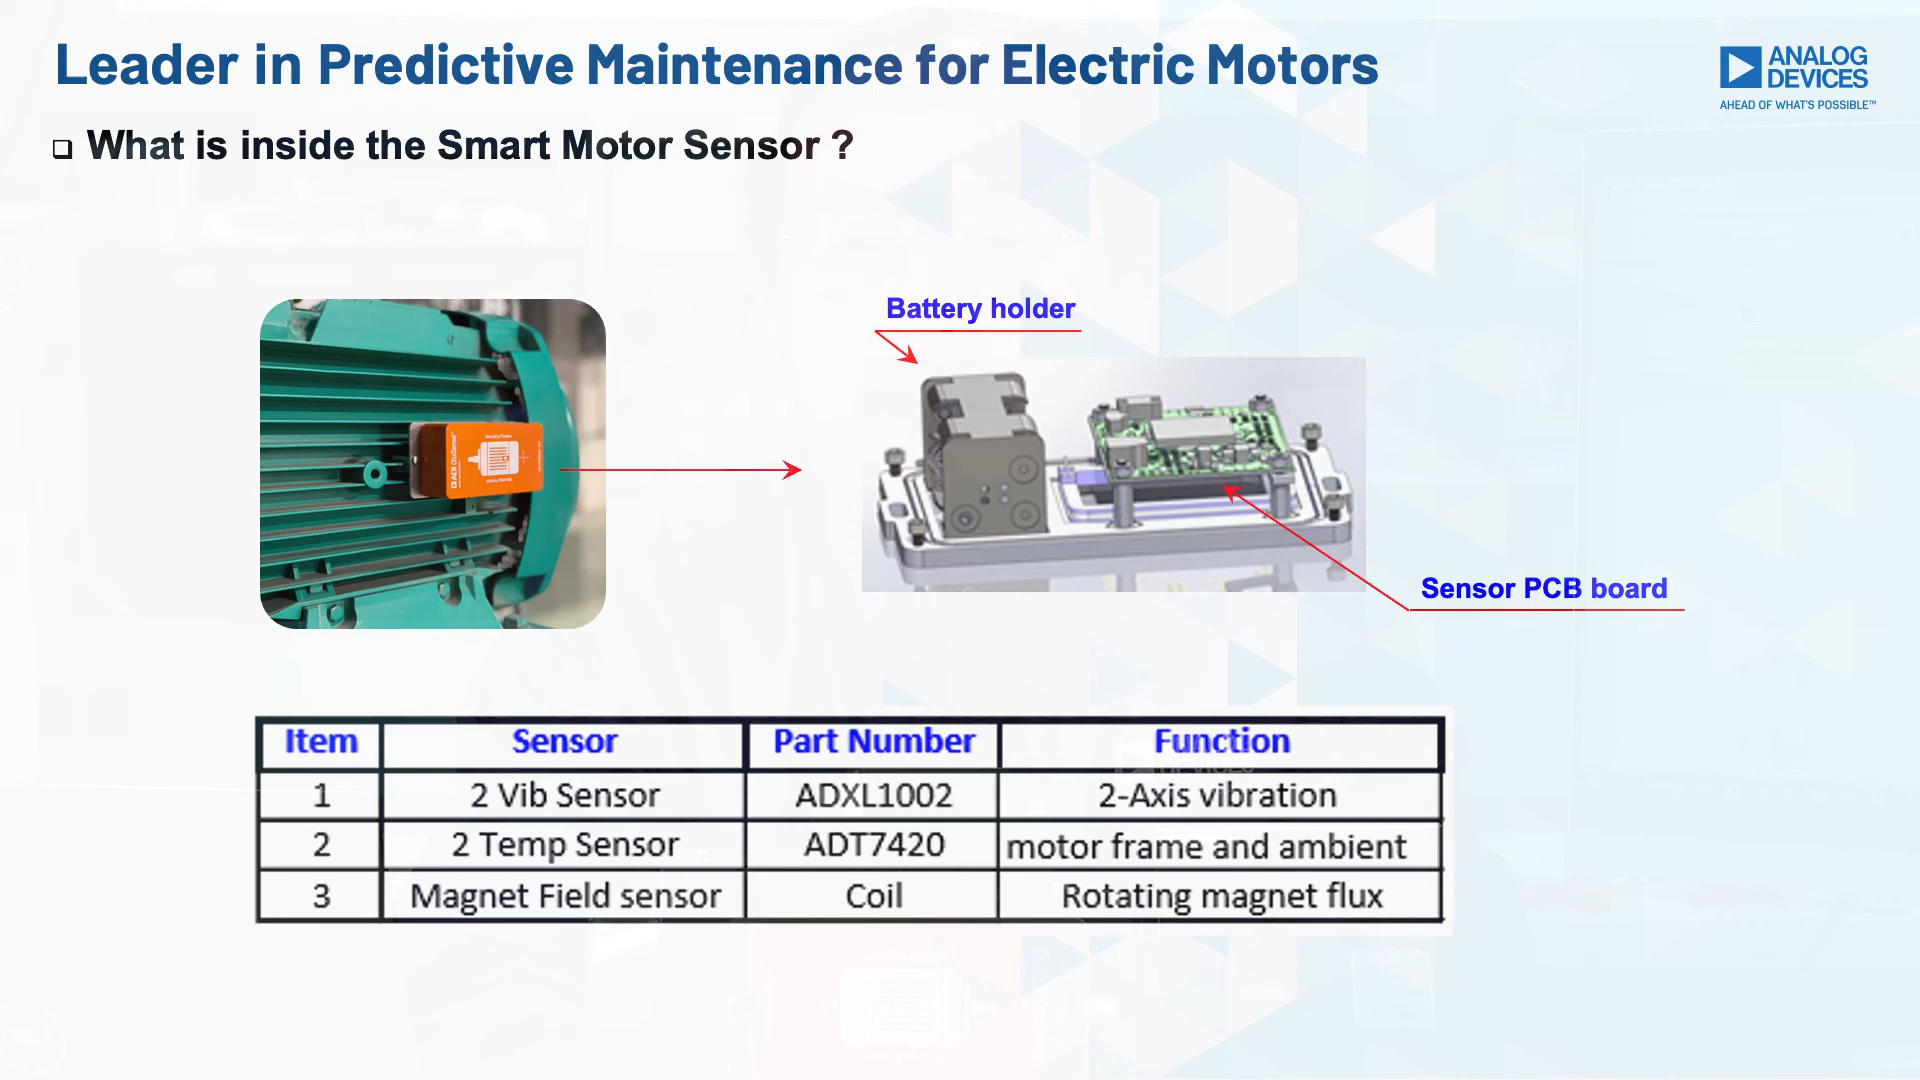 Leader in Predictive Maintenance for Electric Motors
ANALOG
DEVICES
AHEAD OF WHAT'S POSSIBLE™
❑ What is inside the Smart Motor Sensor ?
Battery holder
ADI OtoSense™
Sensor PCB board
Item Sensor Part Number Function
1 2 Vib Sensor ADXL1002 2-Axis vibration
2 2 Temp Sensor ADT7420 motor frame and ambient
3 Magnet Field sensor Coil Rotating magnet flux